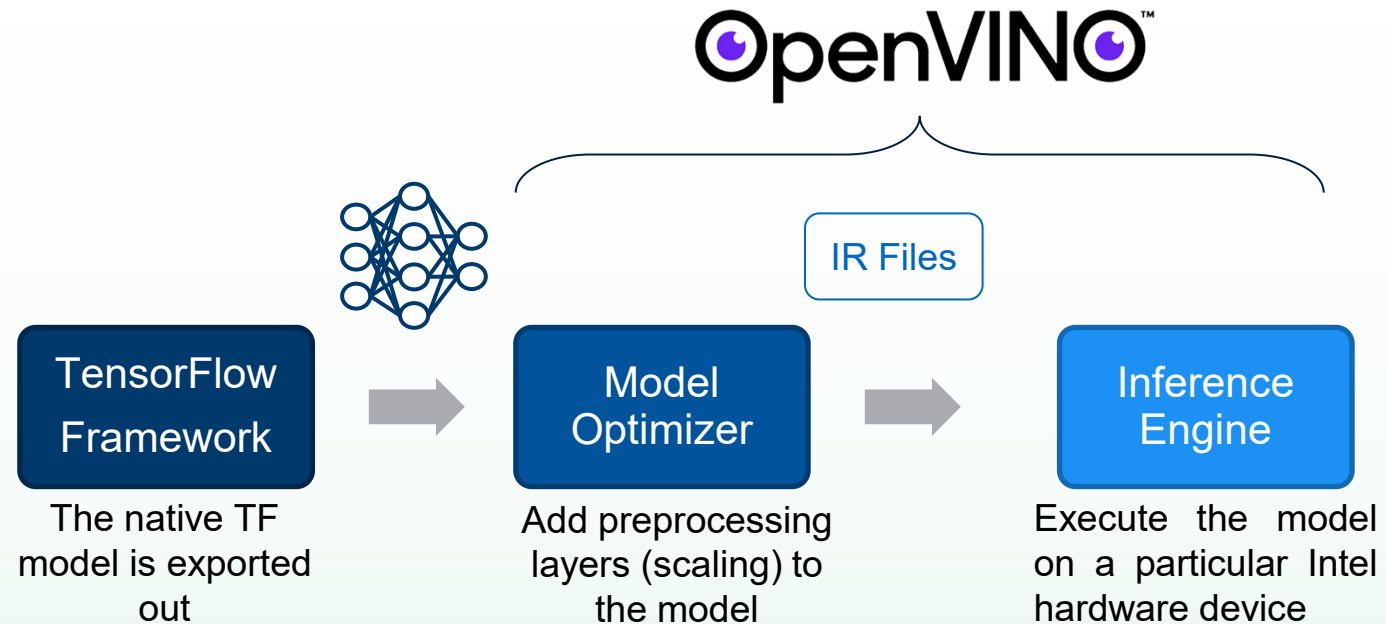 OpenVINO™
IR Files
TensorFlow
Framework
Model
Optimizer
Inference
Engine
The native TF
model is exported
out
Add preprocessing
layers (scaling) to
the model
Execute the model
on a particular Intel
hardware device